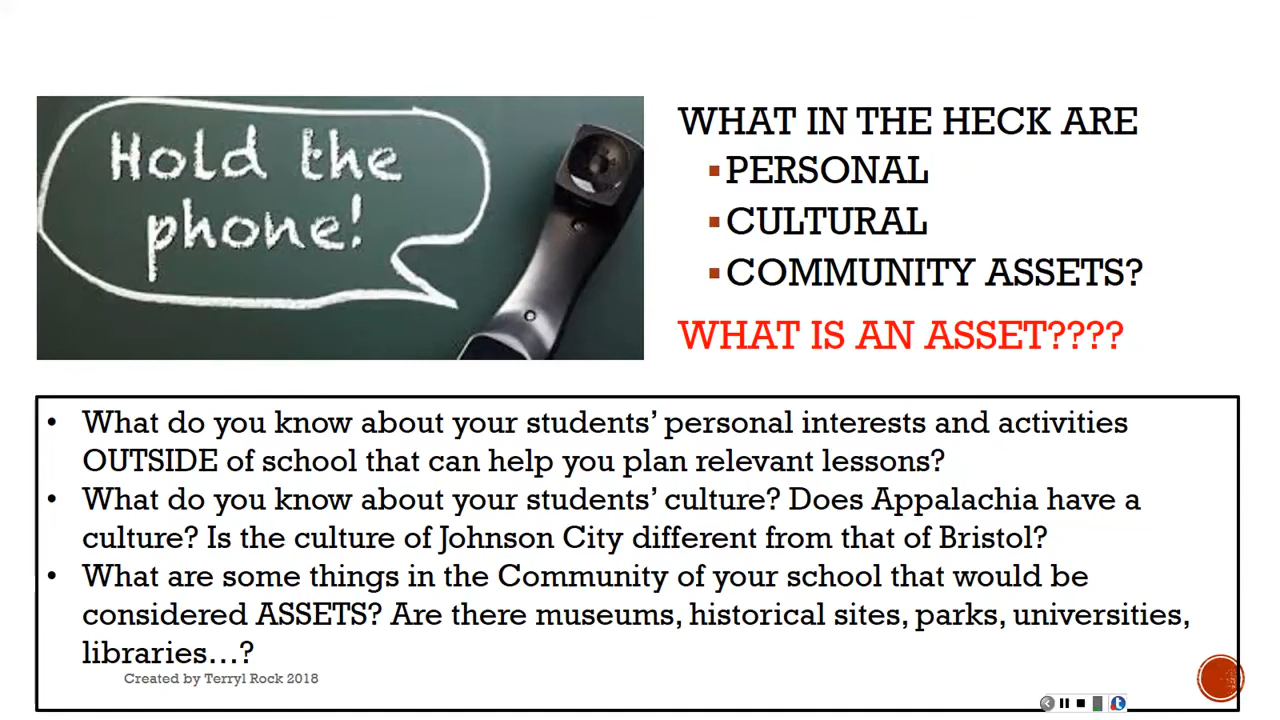 Hold the
phone!
WHAT IN THE HECK ARE
▪PERSONAL
▪CULTURAL
▪COMMUNITY ASSETS?
WHAT IS AN ASSET????
• What do you know about your students’ personal interests and activities
OUTSIDE of school that can help you plan relevant lessons?
• What do you know about your students’ culture? Does Appalachia have a
culture? Is the culture of Johnson City different from that of Bristol?
• What are some things in the Community of your school that would be
considered ASSETS? Are there museums, historical sites, parks, universities,
libraries…?
Created by Terryl Rock 2018